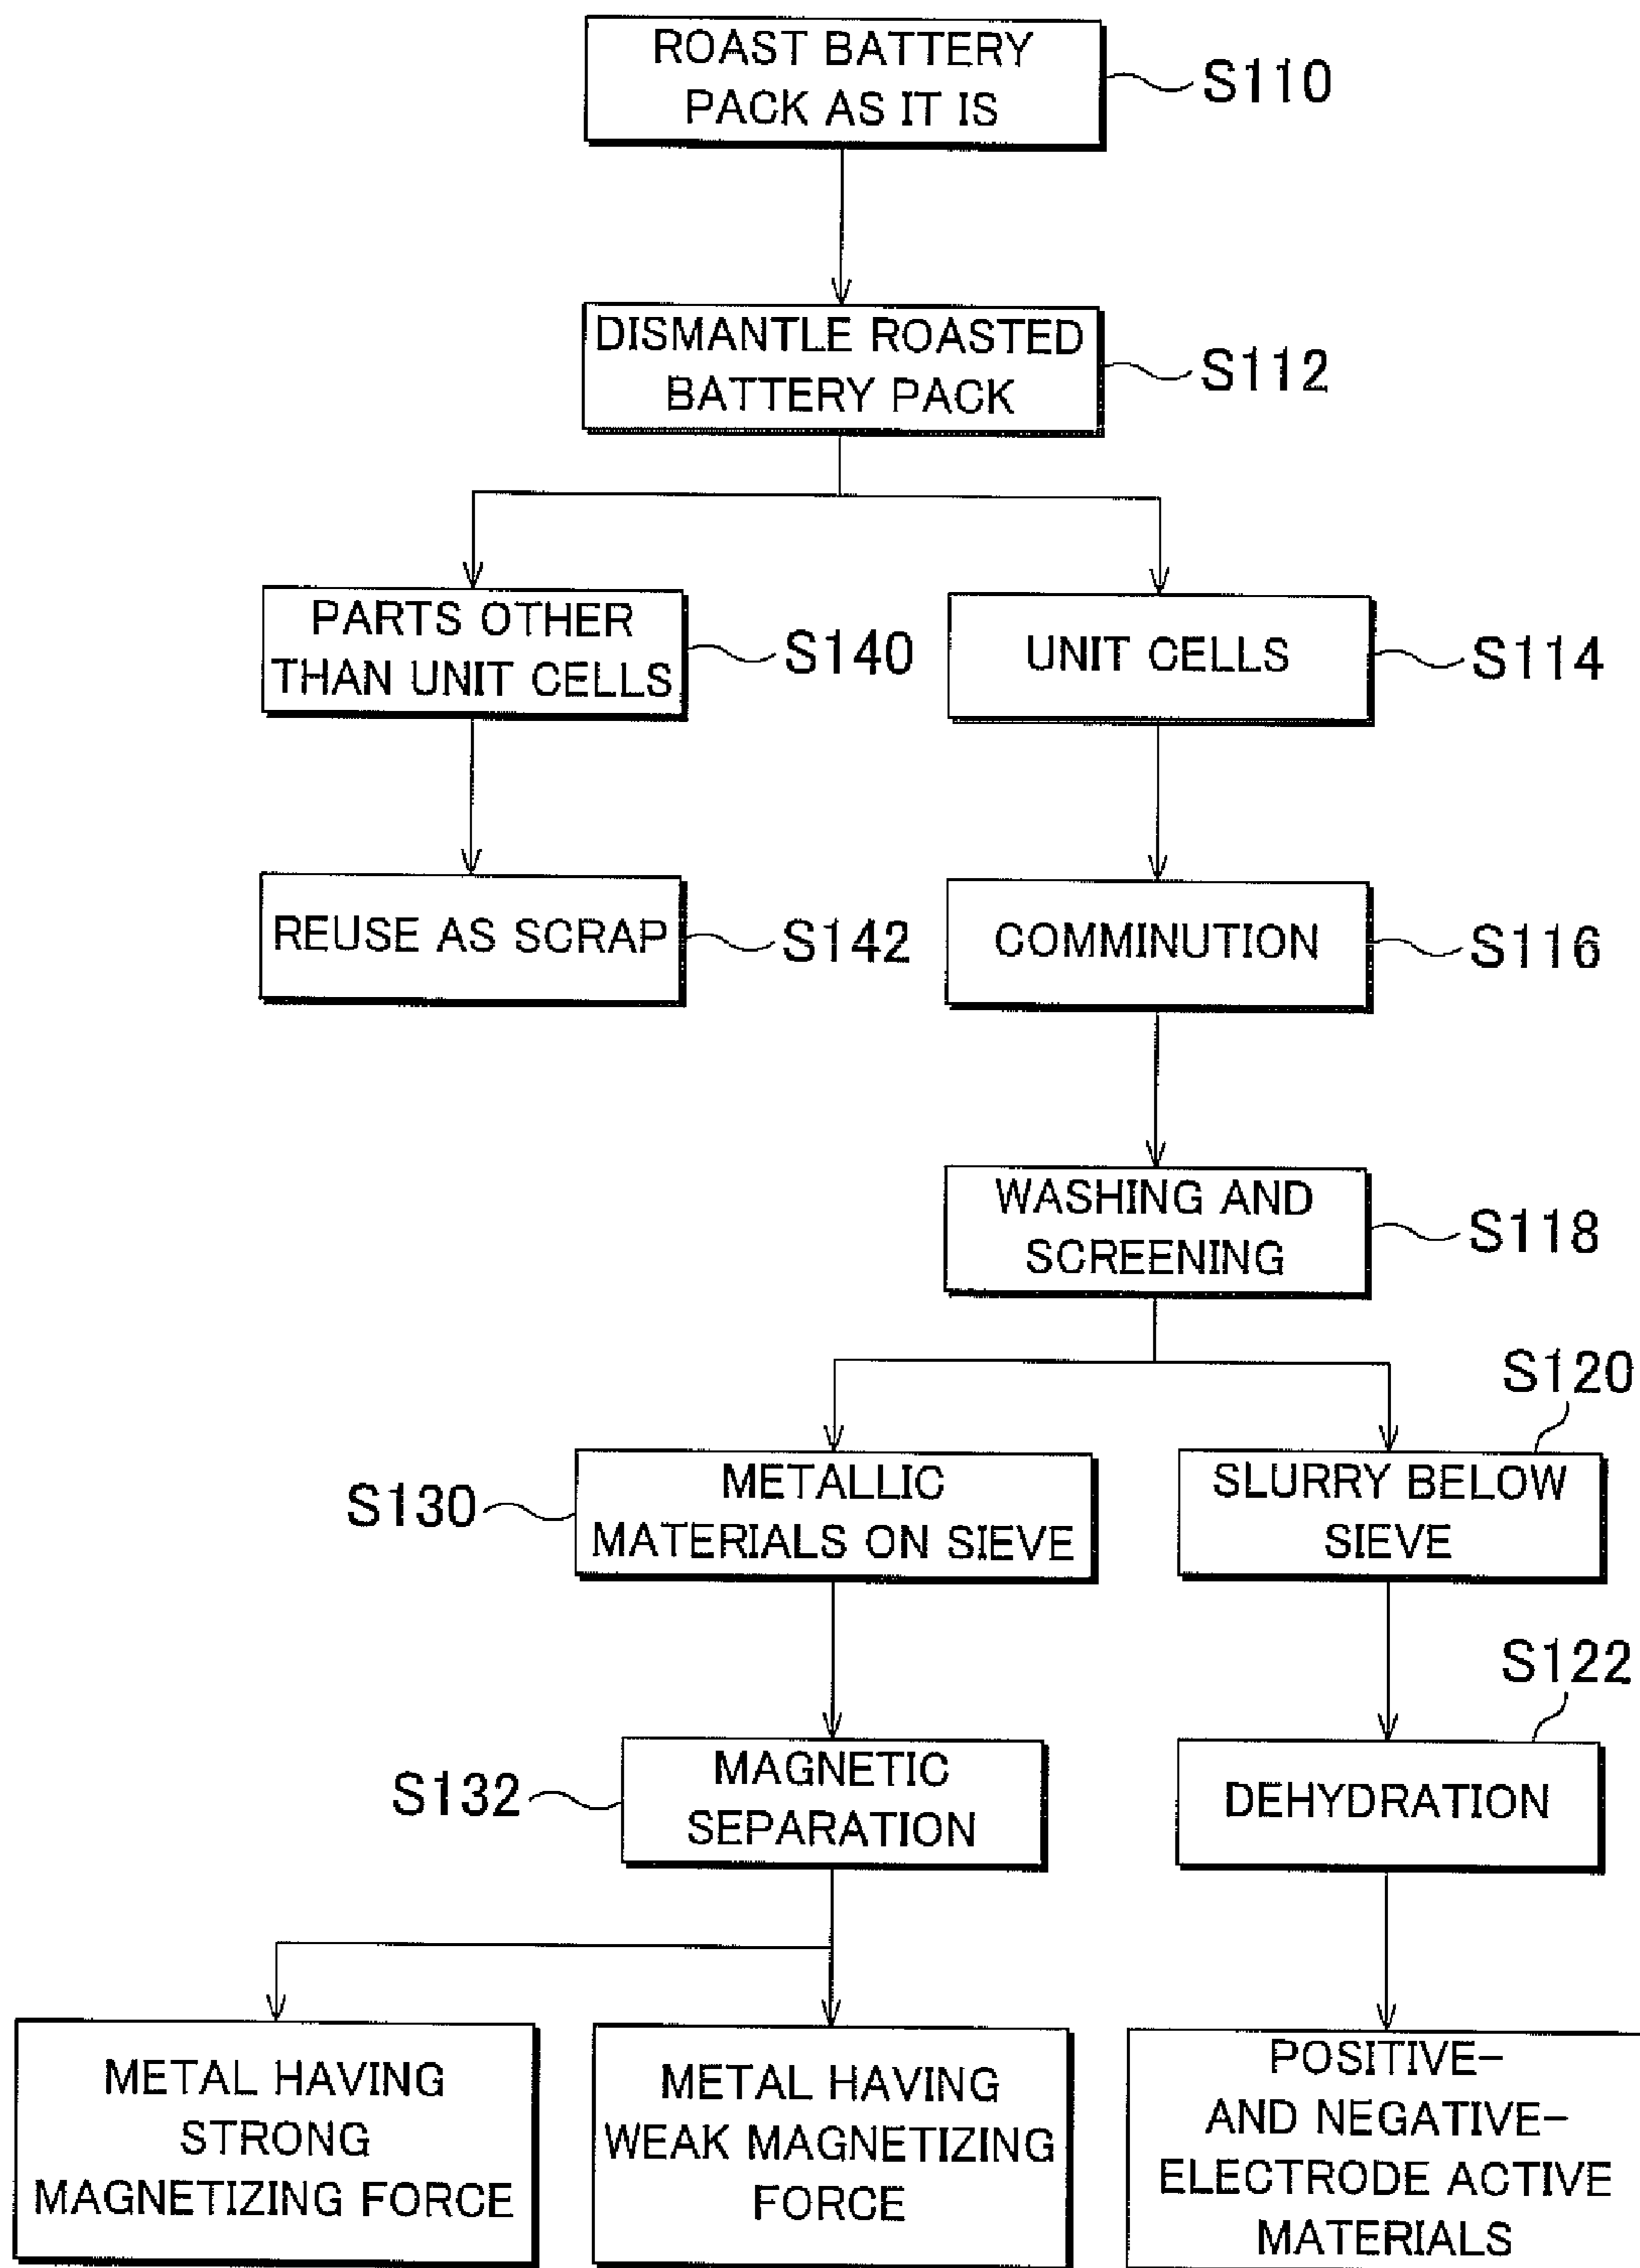 ROAST BATTERY
PACK AS IT IS
S110
DISMANTLE ROASTED
BATTERY PACK
S112
PARTS OTHER
THAN UNIT CELLS
S140
UNIT CELLS
S114
REUSE AS SCRAP
S142
COMMINUTION
S116
WASHING AND
SCREENING
S118
S120
S130
METALLIC
MATERIALS ON SIEVE
SLURRY BELOW
SIEVE
S122
S132
MAGNETIC
SEPARATION
DEHYDRATION
METAL HAVING
STRONG
MAGNETIZING FORCE
METAL HAVING
WEAK MAGNETIZING
FORCE
POSITIVE-
AND NEGATIVE-
ELECTRODE ACTIVE
MATERIALS